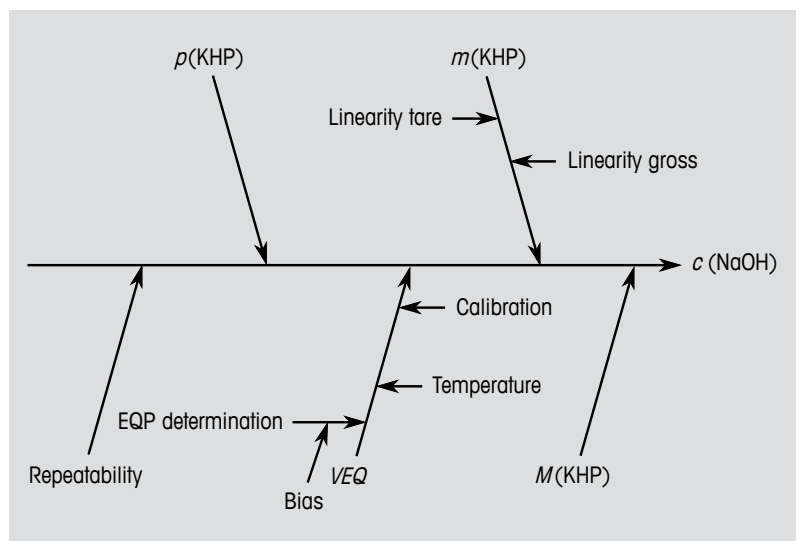 p(KHP)
m(KHP)
Linearity tare
Linearity gross
c (NaOH)
Calibration
Temperature
EQP determination
Repeatability
VEQ
M(KHP)
Bias